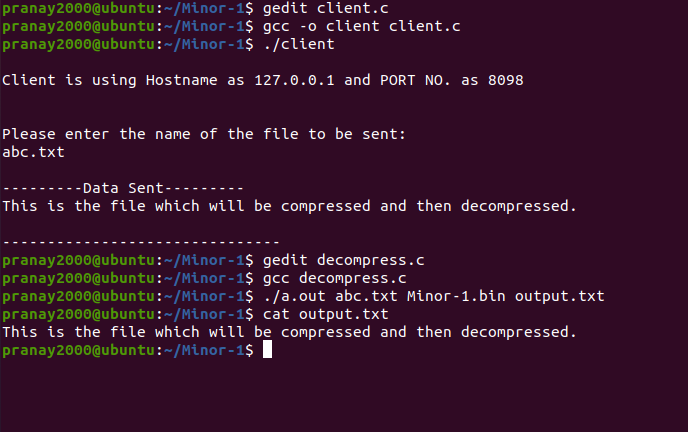 pranay2000@ubuntu:~/Minor-1$ gedit client.c
pranay2000@ubuntu:~/Minor-1$ gcc -o client client.c
pranay2000@ubuntu:~/Minor-1$ ./client
Client is using Hostname as 127.0.0.1 and PORT NO. as 8098
Please enter the name of the file to be sent:
abc.txt
---------Data Sent---------
This is the file which will be compressed and then decompressed.
-------------------------------
pranay2000@ubuntu:~/Minor-1$ gedit decompress.c
pranay2000@ubuntu:~/Minor-1$ gcc decompress.c
pranay2000@ubuntu:~/Minor-1$ ./a.out abc.txt Minor-1.bin output.txt
pranay2000@ubuntu:~/Minor-1$ cat output.txt
This is the file which will be compressed and then decompressed.
pranay2000@ubuntu:~/Minor-1$